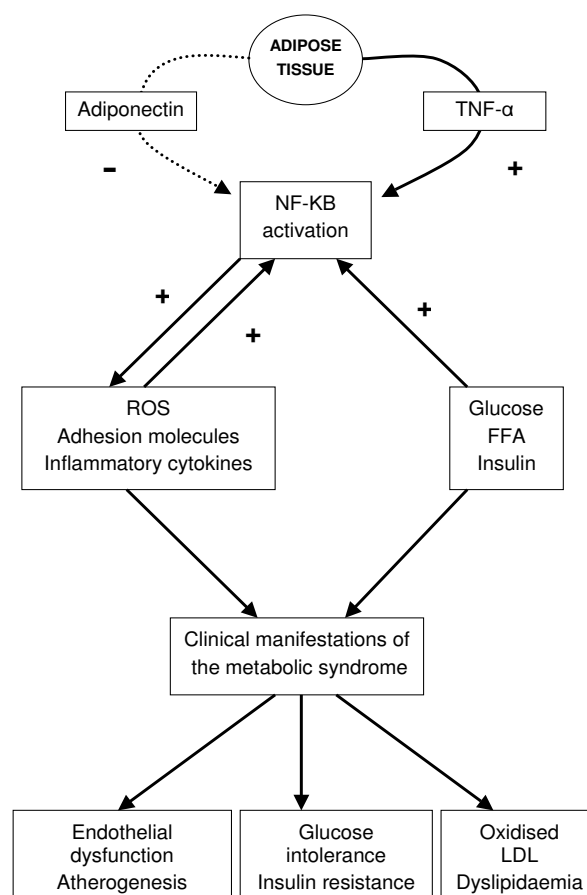 ADIPOSE
TISSUE
Adiponectin
TNF-α
-
+
NF-KB
activation
+
+
+
ROS
Adhesion molecules
Inflammatory cytokines
Glucose
FFA
Insulin
Clinical manifestations of
the metabolic syndrome
Endothelial
dysfunction
Atherogenesis
Glucose
intolerance
Insulin resistance
Oxidised
LDL
Dyslipidaemia